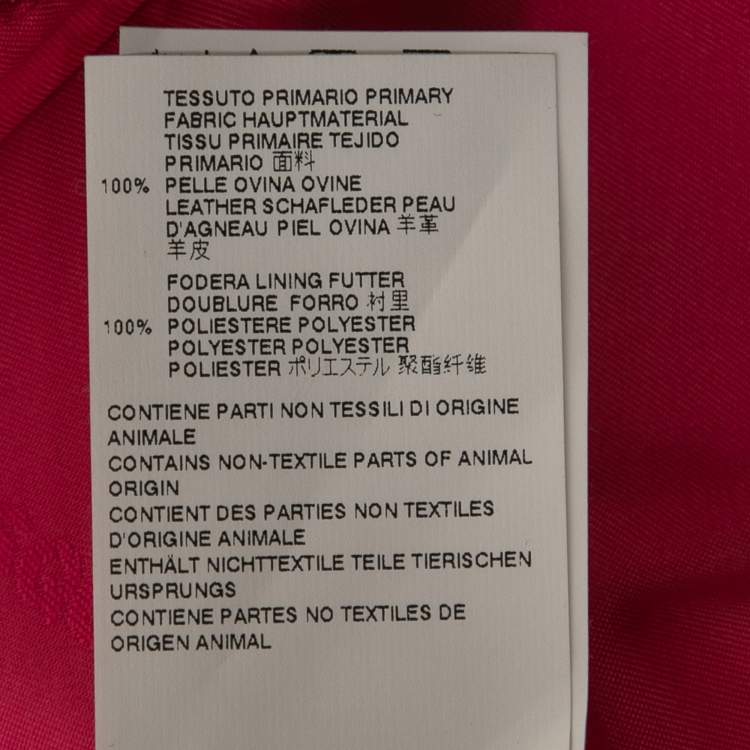 TESSUTO PRIMARIO PRIMARY
FABRIC HAUPTMATERIAL
TISSU PRIMAIRE TEJIDO
PRIMARIO 面料
100% PELLE OVINA OVINE
LEATHER SCHAFLEDER PEAU
D'AGNEAU PIEL OVINA 羊革
羊皮
FODERA LINING FUTTER
DOUBLURE FORRO 衬里
100% POLIESTERE POLYESTER
POLYESTER POLYESTER
POLIESTER ポリエステル 聚酯纤维
CONTIENE PARTI NON TESSILI DI ORIGINE
ANIMALE
CONTAINS NON-TEXTILE PARTS OF ANIMAL
ORIGIN
CONTIENT DES PARTIES NON TEXTILES
D'ORIGINE ANIMALE
ENTHÄLT NICHTTEXTILE TEILE TIERISCHEN
URSPRUNGS
CONTIENE PARTES NO TEXTILES DE
ORIGEN ANIMAL